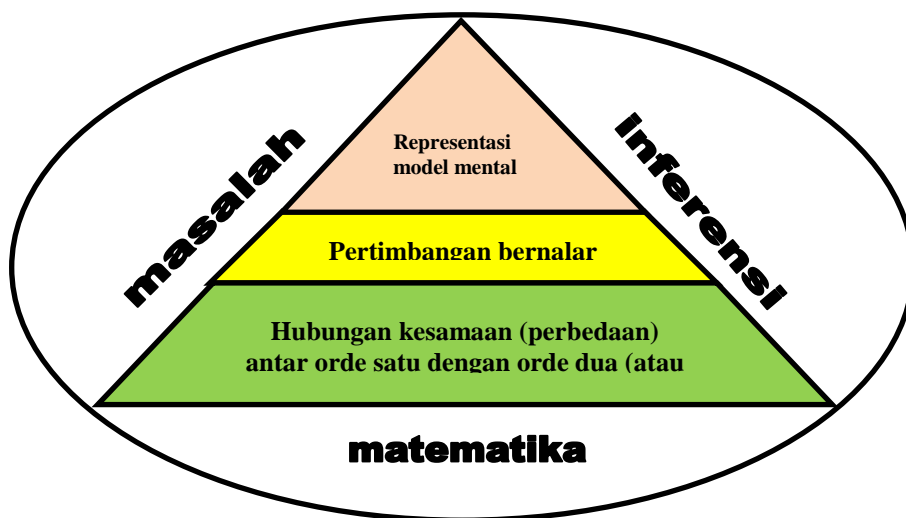 masalah
inferensi
Representasi
model mental
Pertimbangan bernalar
Hubungan kesamaan (perbedaan)
antar orde satu dengan orde dua (atau
matematika